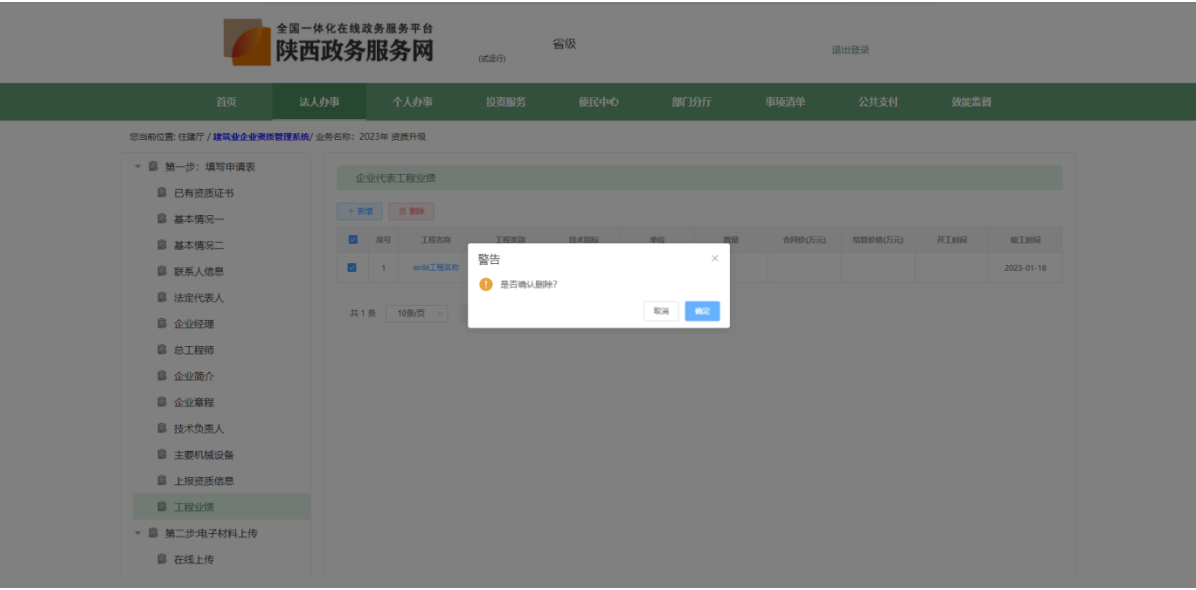 全国一体化在线政务服务平台
陕西政务服务网
(试运行)
省级
退出登录
首页 法人办事 个人办事 投资服务 便民中心 部门分厅 事项清单 公共支付 效能监督
您当前位置: 住建厅 / 建筑业企业资质管理系统/ 业务名称: 2023年 资质升级
第一步: 填写申请表
已有资质证书
基本情况一
基本情况二
联系人信息
法定代表人
企业经理
总工程师
企业简介
企业章程
技术负责人
主要机械设备
上报资质信息
工程业绩
第二步:电子材料上传
在线上传
企业代表工程业绩
+ 新增 删除
序号 工程名称 工程类别 技术指标 单位 数量 合同价(万元) 结算价格(万元) 开工时间 竣工时间
1 asda工程名称 2023-01-18
共 1 条 10条/页
警告
是否确认删除?
取消 确定